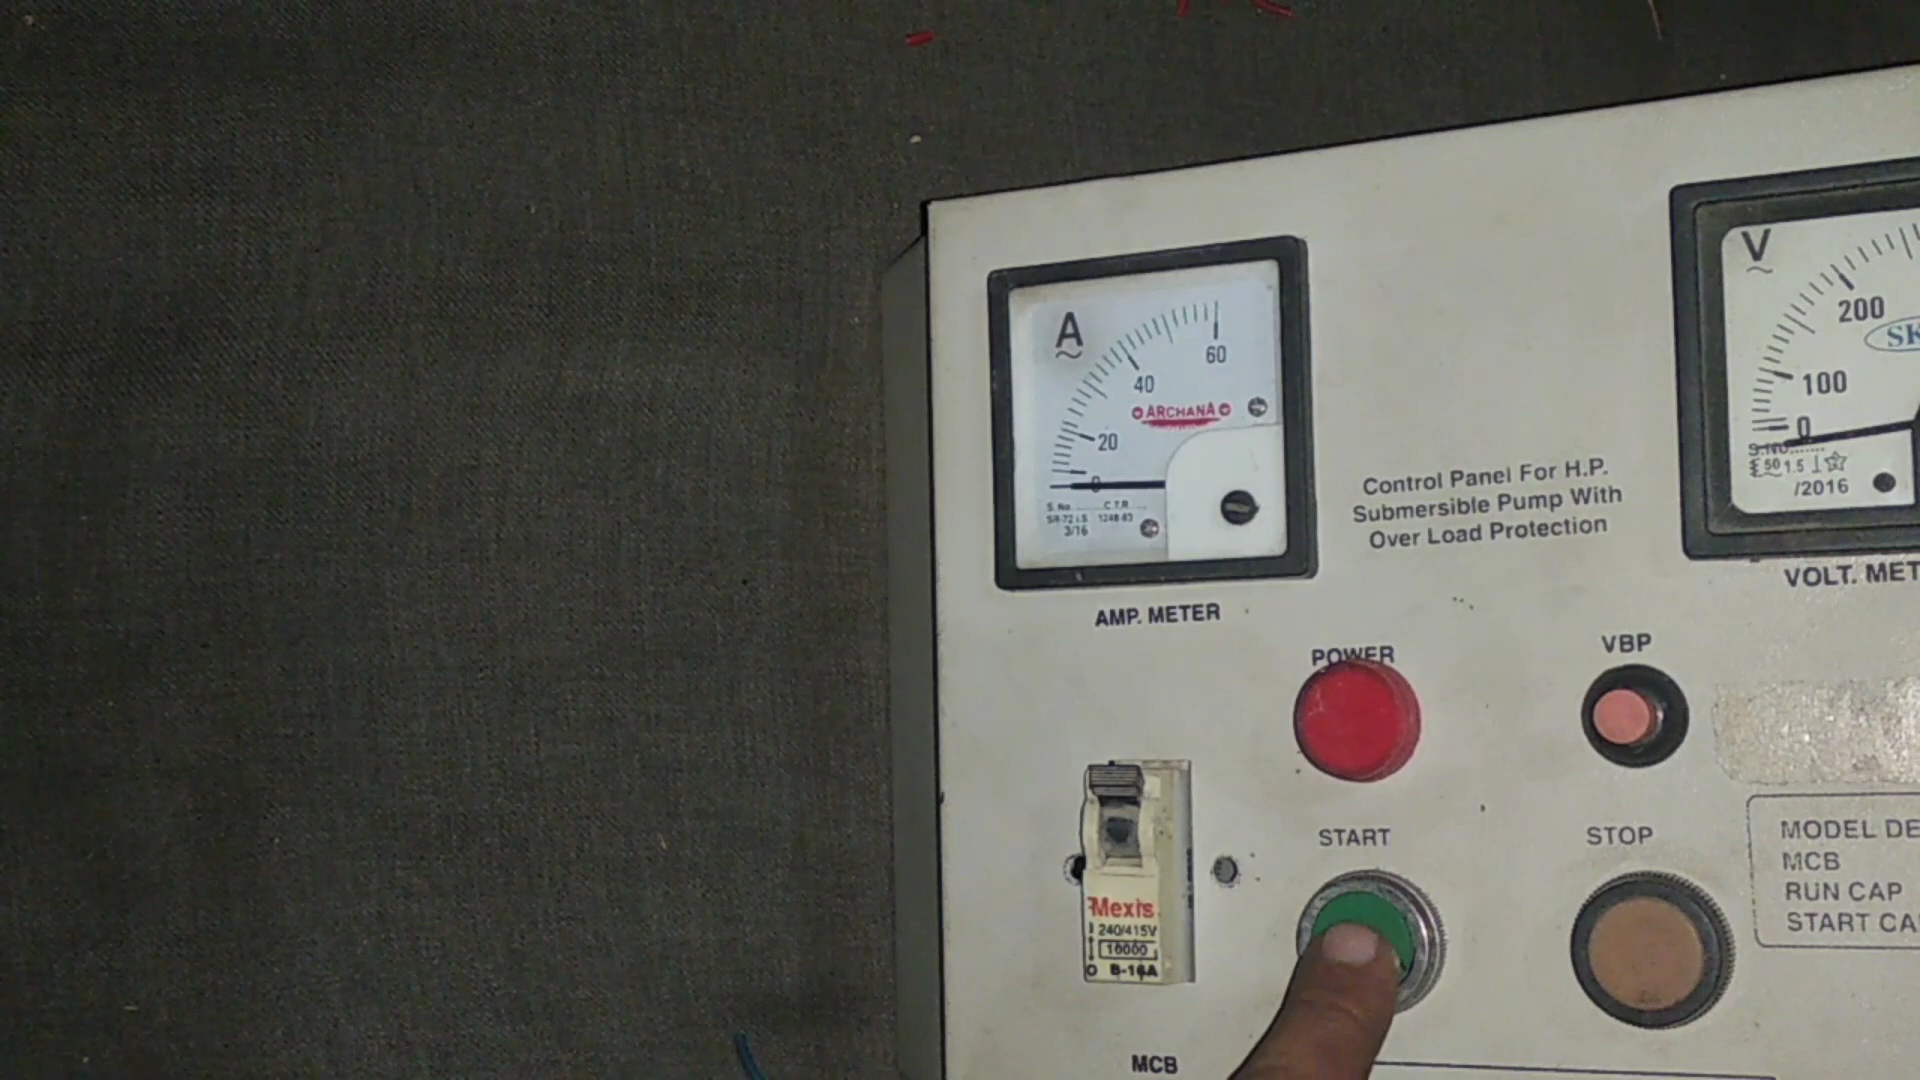 A
60
40
ARCHANA
20
0
S.No. C.T.R.
SR-72 I.S. 1248-83
3/16
AMP. METER
Control Panel For H.P.
Submersible Pump With
Over Load Protection
V
200
SK
100
0
S.No.
50 1.5
/2016
VOLT. MET
POWER
VBP
START
STOP
Mexis
240/415V
10000
B-16A
I
O
MCB
MODEL DE
MCB
RUN CAP
START CA